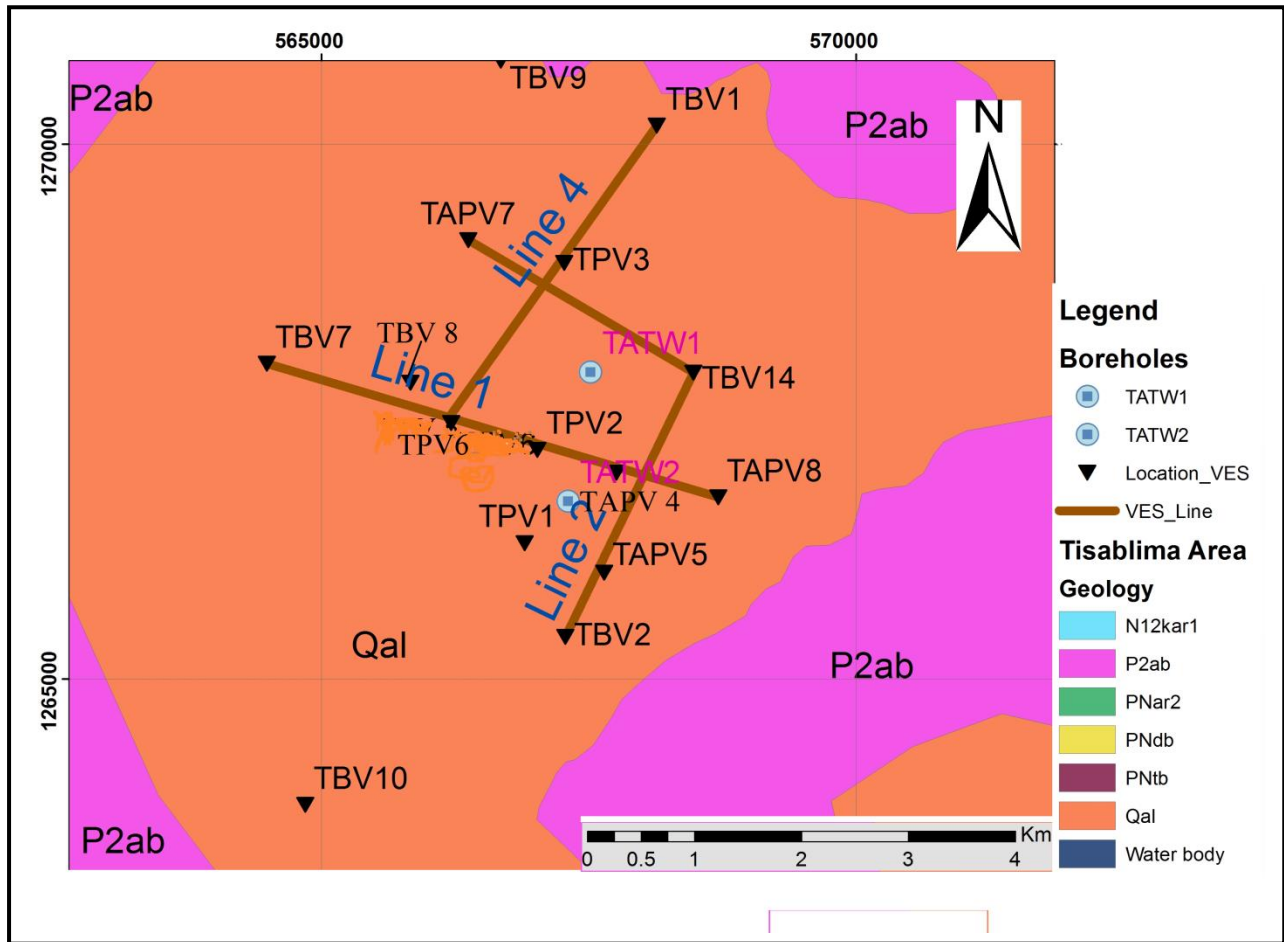 565000 570000
TBV9 TBV1
P2ab P2ab
N
1270000
TAPV7
Line 4
TPV3
TBV7 TBV 8
TATW1
Line 1
TBV14
TPV6 TPV2
TATW2
TAPV8
TPV1 TAPV 4
Line 2
TAPV5
TBV2
Qal P2ab
1265000
TBV10
P2ab
Km
0 0.5 1 2 3 4
Legend
Boreholes
TATW1
TATW2
Location_VES
VES_Line
Tisablima Area
Geology
N12kar1
P2ab
PNar2
PNdb
PNtb
Qal
Water body